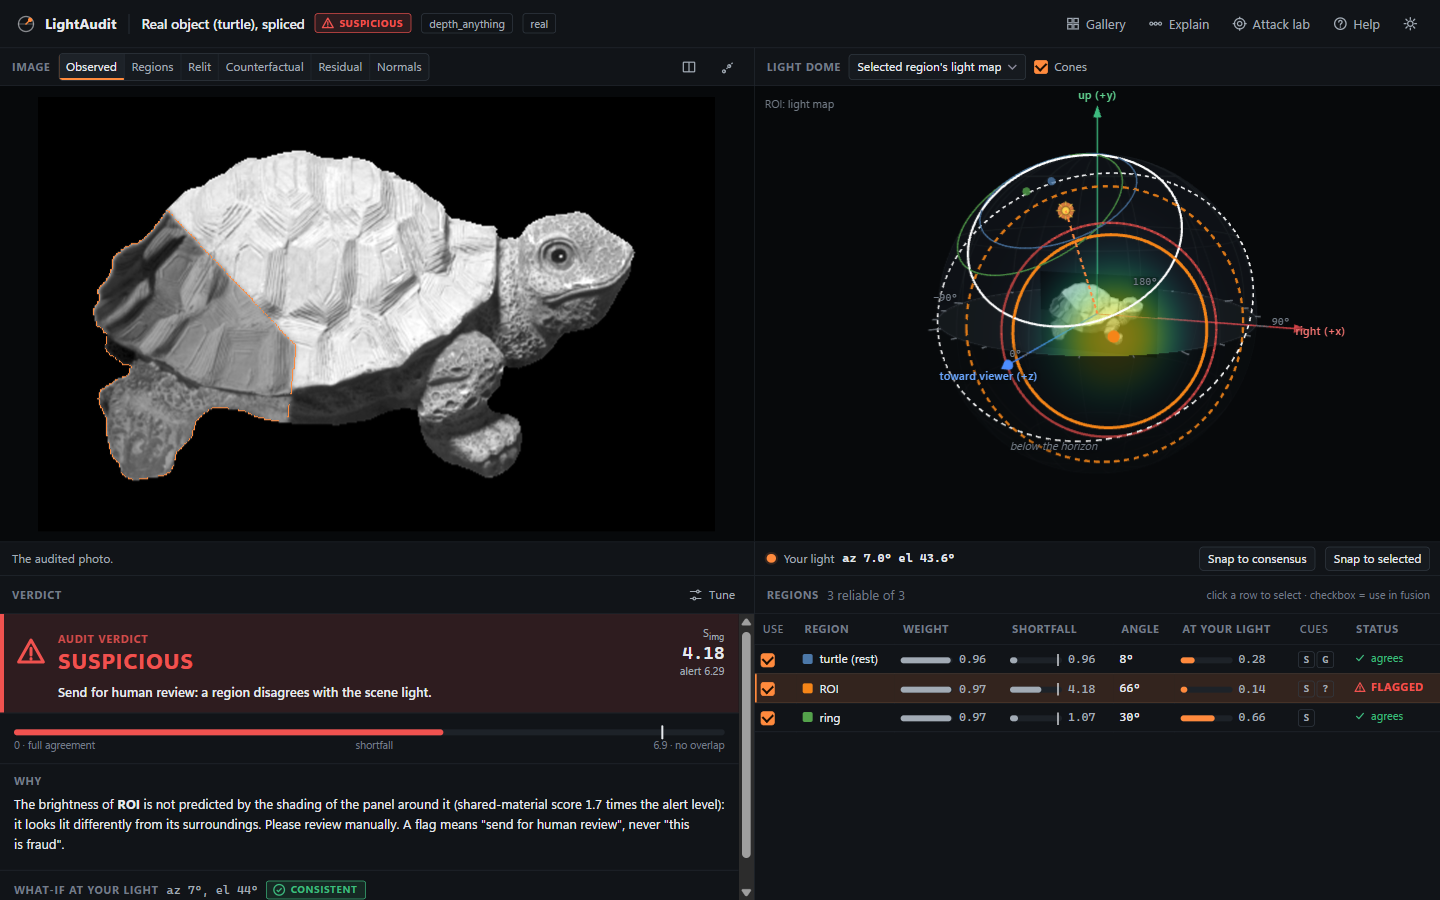 LightAudit Real object (turtle), spliced SUSPICIOUS depth_anything real Gallery Explain Attack lab Help
IMAGE Observed Regions Relit Counterfactual Residual Normals
LIGHT DOME Selected region's light map Cones
ROI: light map
up (+y)
180°
-90°
90°
right (+x)
0°
toward viewer (+z)
below the horizon
The audited photo.
Your light az 7.0° el 43.6° Snap to consensus Snap to selected
VERDICT Tune
AUDIT VERDICT
SUSPICIOUS
Send for human review: a region disagrees with the scene light.
Simg
4.18
alert 6.29
0 · full agreement shortfall 6.9 · no overlap
WHY
The brightness of ROI is not predicted by the shading of the panel around it (shared-material score 1.7 times the alert level):
it looks lit differently from its surroundings. Please review manually. A flag means "send for human review", never "this
is fraud".
WHAT-IF AT YOUR LIGHT az 7°, el 44° CONSISTENT
REGIONS 3 reliable of 3 click a row to select · checkbox = use in fusion
USE REGION WEIGHT SHORTFALL ANGLE AT YOUR LIGHT CUES STATUS
turtle (rest) 0.96 0.96 8° 0.28 S G agrees
ROI 0.97 4.18 66° 0.14 S ? FLAGGED
ring 0.97 1.07 30° 0.66 S agrees